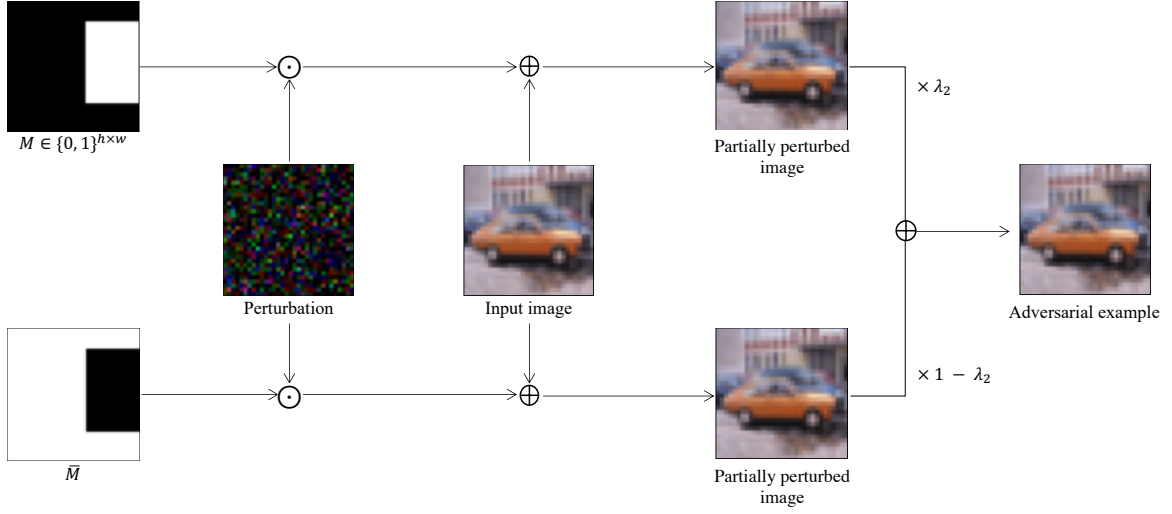 M ∈ {0, 1}^{h×w}
Partially perturbed
image
× λ₂
Perturbation
Input image
Adversarial example
× 1 − λ₂
M̄
Partially perturbed
image